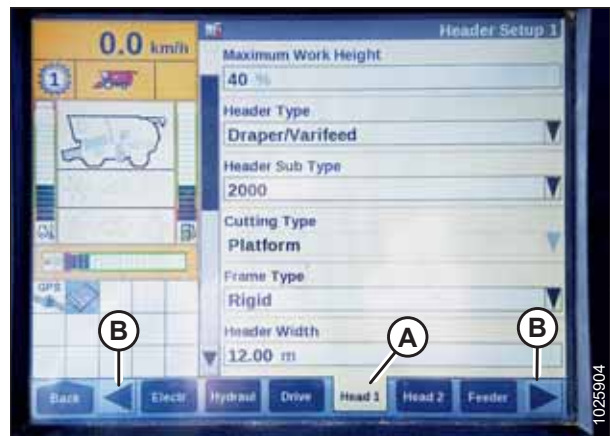 0.0 km/h
Header Setup 1
1
Maximum Work Height
40 %
Header Type
Draper/Varifeed
Header Sub Type
2000
Cutting Type
Platform
Frame Type
Rigid
GPS
Header Width
12.00 m
B
A
B
Back
Electr
Hydraul
Drive
Head 1
Head 2
Feeder
1025904